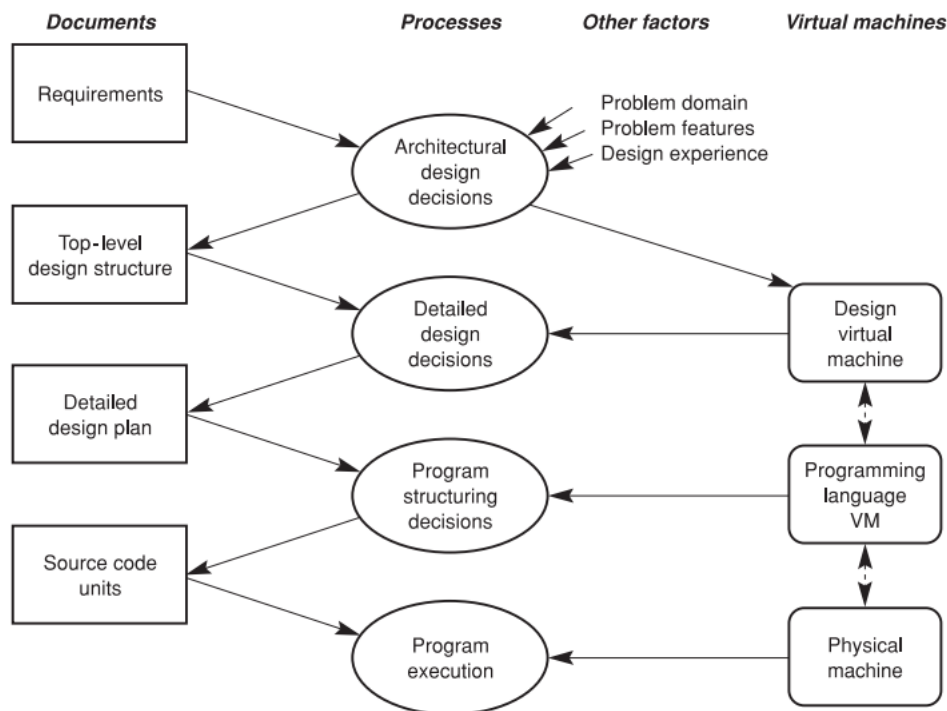 Documents
Processes
Other factors
Virtual machines
Requirements
Problem domain
Problem features
Design experience
Architectural
design
decisions
Top-level
design structure
Detailed
design
decisions
Design
virtual
machine
Detailed
design plan
Program
structuring
decisions
Programming
language
VM
Source code
units
Program
execution
Physical
machine